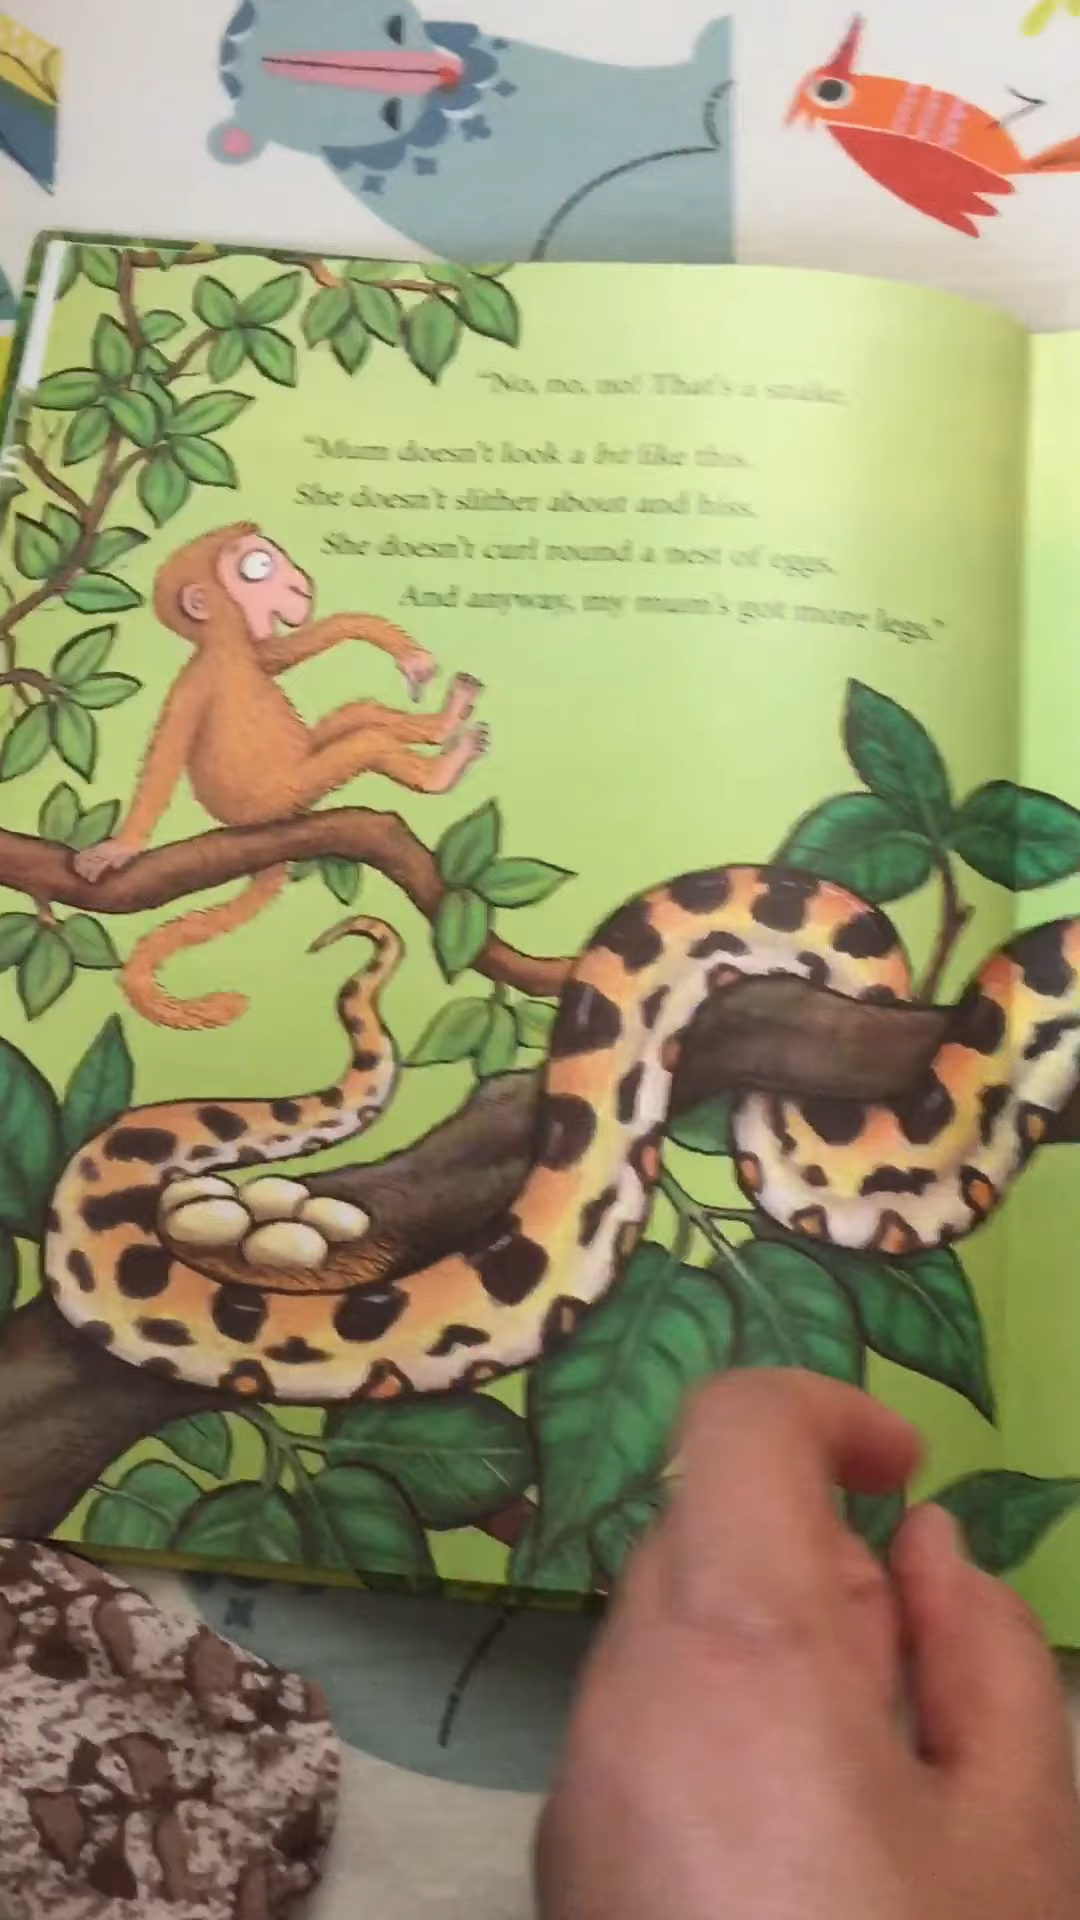 "No, no, no! That's a snake.
"Mum doesn't look a bit like this.
She doesn't slither about and hiss.
She doesn't curl round a nest of eggs.
And anyway, my mum's got more legs."